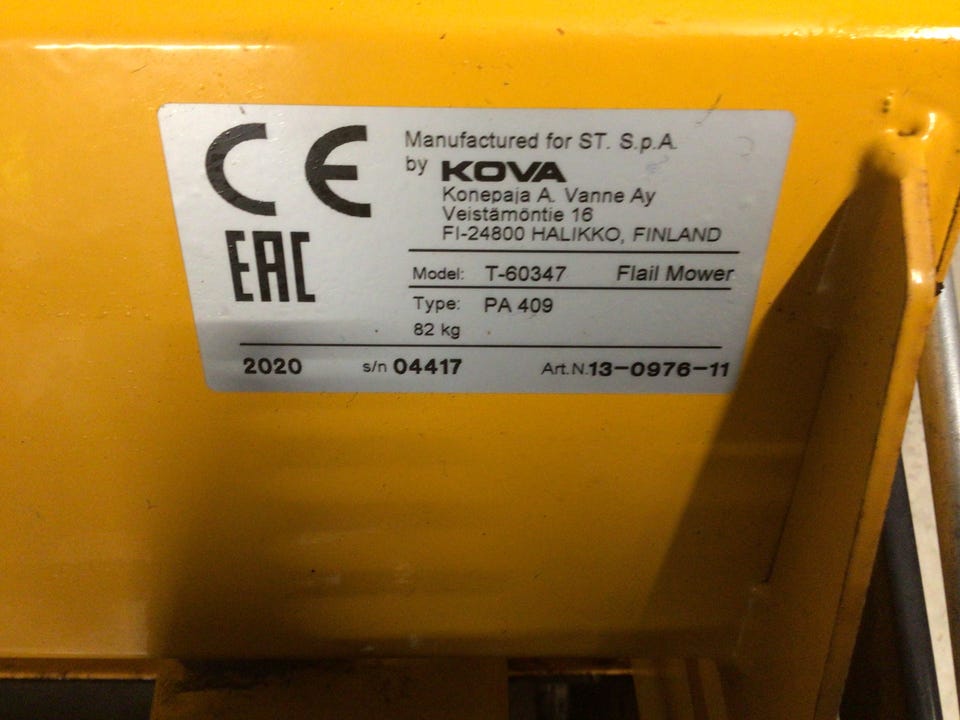 CE
EAC
Manufactured for ST. S.p.A.
by KOVA
Konepaja A. Vanne Ay
Veistämöntie 16
FI-24800 HALIKKO, FINLAND
Model: T-60347 Flail Mower
Type: PA 409
82 kg
2020 s/n 04417 Art.N.13-0976-11